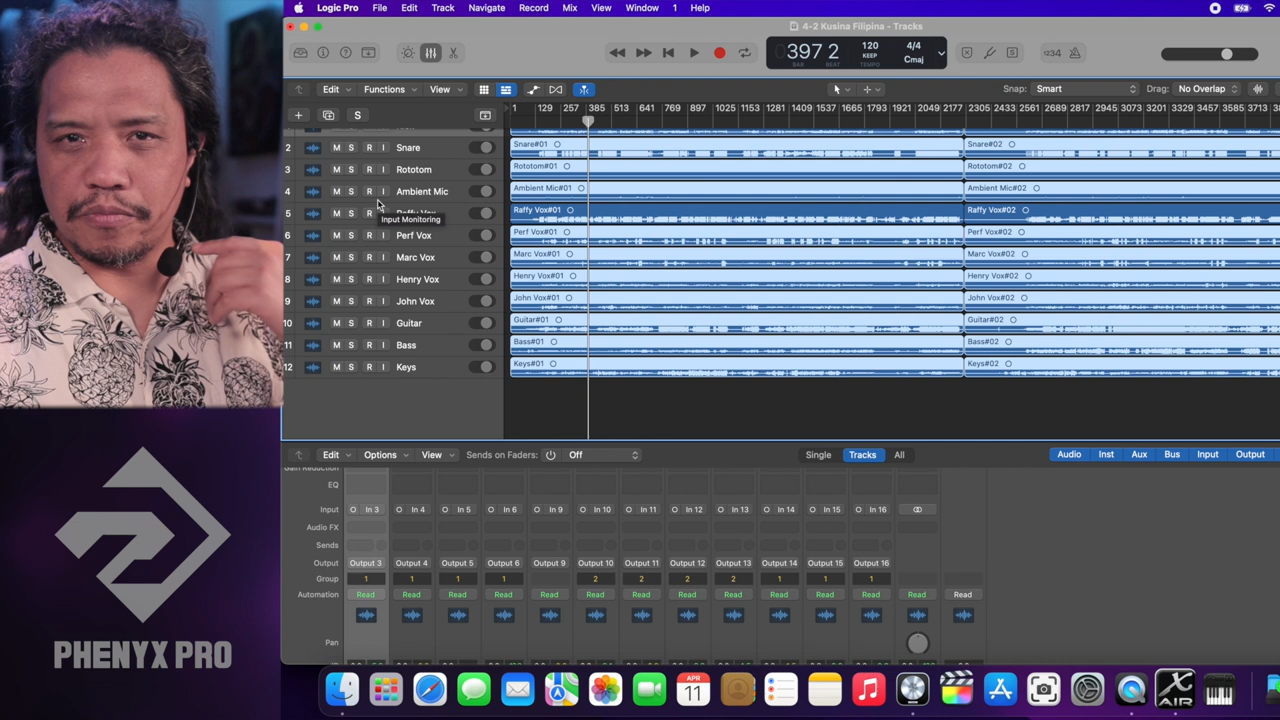 Logic Pro File Edit Track Navigate Record Mix View Window 1 Help
4-2 Kusina Filipina - Tracks
397 2 120 4/4
KEEP Cmaj
BAR BEAT TEMPO
1234
Edit Functions View Snap: Smart Drag: No Overlap
S
1 129 257 385 513 641 769 897 1025 1153 1281 1409 1537 1665 1793 1921 2049 2177 2305 2433 2561 2689 2817 2945 3073 3201 3329 3457 3585 3713
2 M S R I Snare Snare#01 Snare#02
3 M S R I Rototom Rototom#01 Rototom#02
4 M S R I Ambient Mic Ambient Mic#01 Ambient Mic#02
5 M S R Raffy Vox Raffy Vox#01 Raffy Vox#02
Input Monitoring
6 M S R I Perf Vox Perf Vox#01 Perf Vox#02
7 M S R I Marc Vox Marc Vox#01 Marc Vox#02
8 M S R I Henry Vox Henry Vox#01 Henry Vox#02
9 M S R I John Vox John Vox#01 John Vox#02
10 M S R I Guitar Guitar#01 Guitar#02
11 M S R I Bass Bass#01 Bass#02
12 M S R I Keys Keys#01 Keys#02
Edit Options View Sends on Faders: Off Single Tracks All Audio Inst Aux Bus Input Output
Gain Reduction
EQ
Input In 3 In 4 In 5 In 6 In 9 In 10 In 11 In 12 In 13 In 14 In 15 In 16
Audio FX
Sends
Output Output 3 Output 4 Output 5 Output 6 Output 9 Output 10 Output 11 Output 12 Output 13 Output 14 Output 15 Output 16
Group 1 1 1 1 2 2 2 2 1 1 1
Automation Read Read Read Read Read Read Read Read Read Read Read Read Read Read
Pan
PHENYX PRO
APR
11
X
AIR